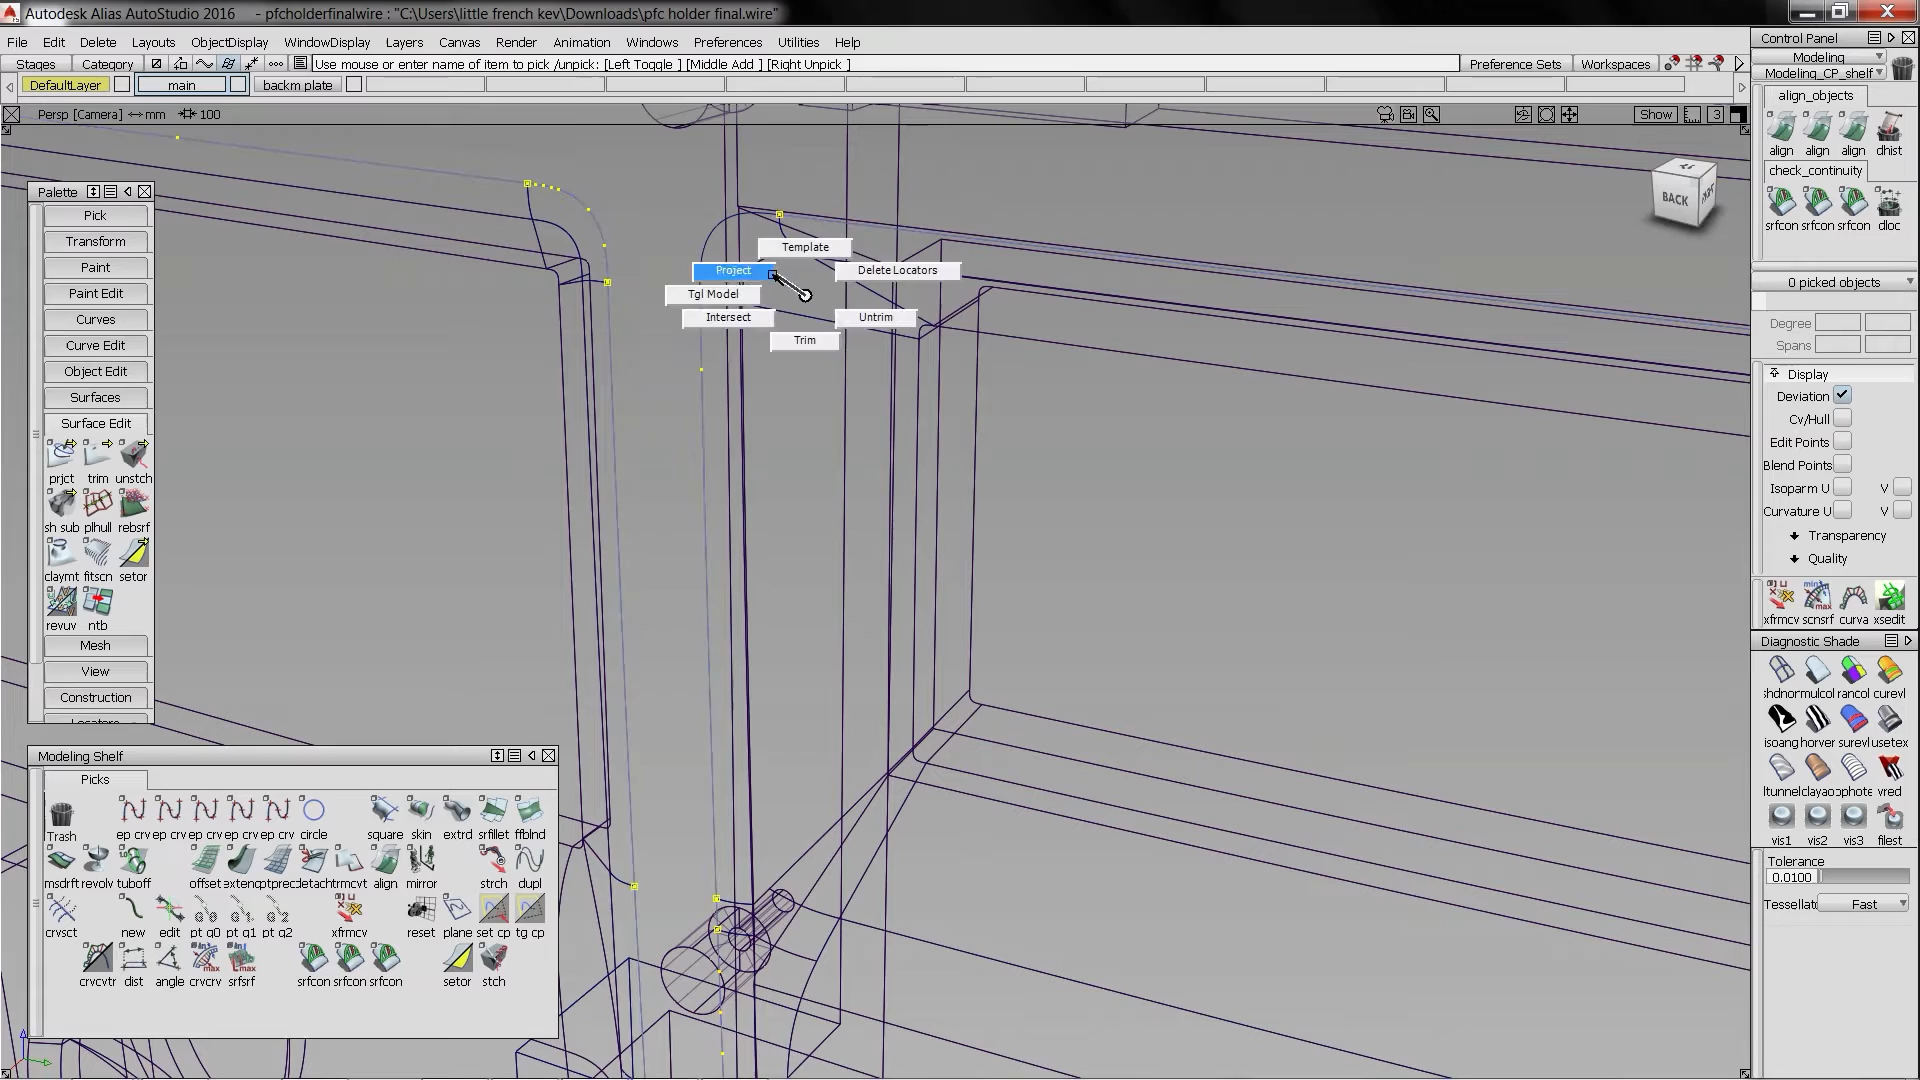 Autodesk Alias AutoStudio 2016 - pfcholderfinalwire : "C:\Users\little french kev\Downloads\pfc holder final.wire"
File Edit Delete Layouts ObjectDisplay WindowDisplay Layers Canvas Render Animation Windows Preferences Utilities Help
Stages Category Use mouse or enter name of item to pick /unpick: [Left Toggle ] [Middle Add ] [Right Unpick ] Preference Sets Workspaces
DefaultLayer main backm plate
Persp [Camera] mm 100 Show 3
Palette
Pick
Transform
Paint
Paint Edit
Curves
Curve Edit
Object Edit
Surfaces
Surface Edit
prjct trim unstch
sh sub plhull rebsrf
claymt fitscn setor
revuv ntb
Mesh
View
Construction
Template
Project Delete Locators
Tgl Model
Intersect Untrim
Trim
BACK
Modeling Shelf
Picks
Trash ep crv ep crv ep crv ep crv ep crv circle square skin extrd srfillet ffblnd
msdrft revolv tuboff offset extenc ptprec detach trmcvt align mirror strch dupl
crvsct new edit pt g0 pt g1 pt g2 xfrmcv reset plane set cp tg cp
crvcvtr dist angle crvcrv srfsrf srfcon srfcon srfcon setor stch
Control Panel
Modeling
Modeling_CP_shelf
align_objects
align align align dhist
check_continuity
srfcon srfcon srfcon dloc
0 picked objects
Degree
Spans
Display
Deviation
Cv/Hull
Edit Points
Blend Points
Isoparm U V
Curvature U V
Transparency
Quality
xfrmcv scnsrf curva xsedit
Diagnostic Shade
shdnor mulcol rancol curevl
isoang horver surevl usetex
ltunnel clayao pphote vred
vis1 vis2 vis3 filest
Tolerance
0.0100
Tessellat Fast